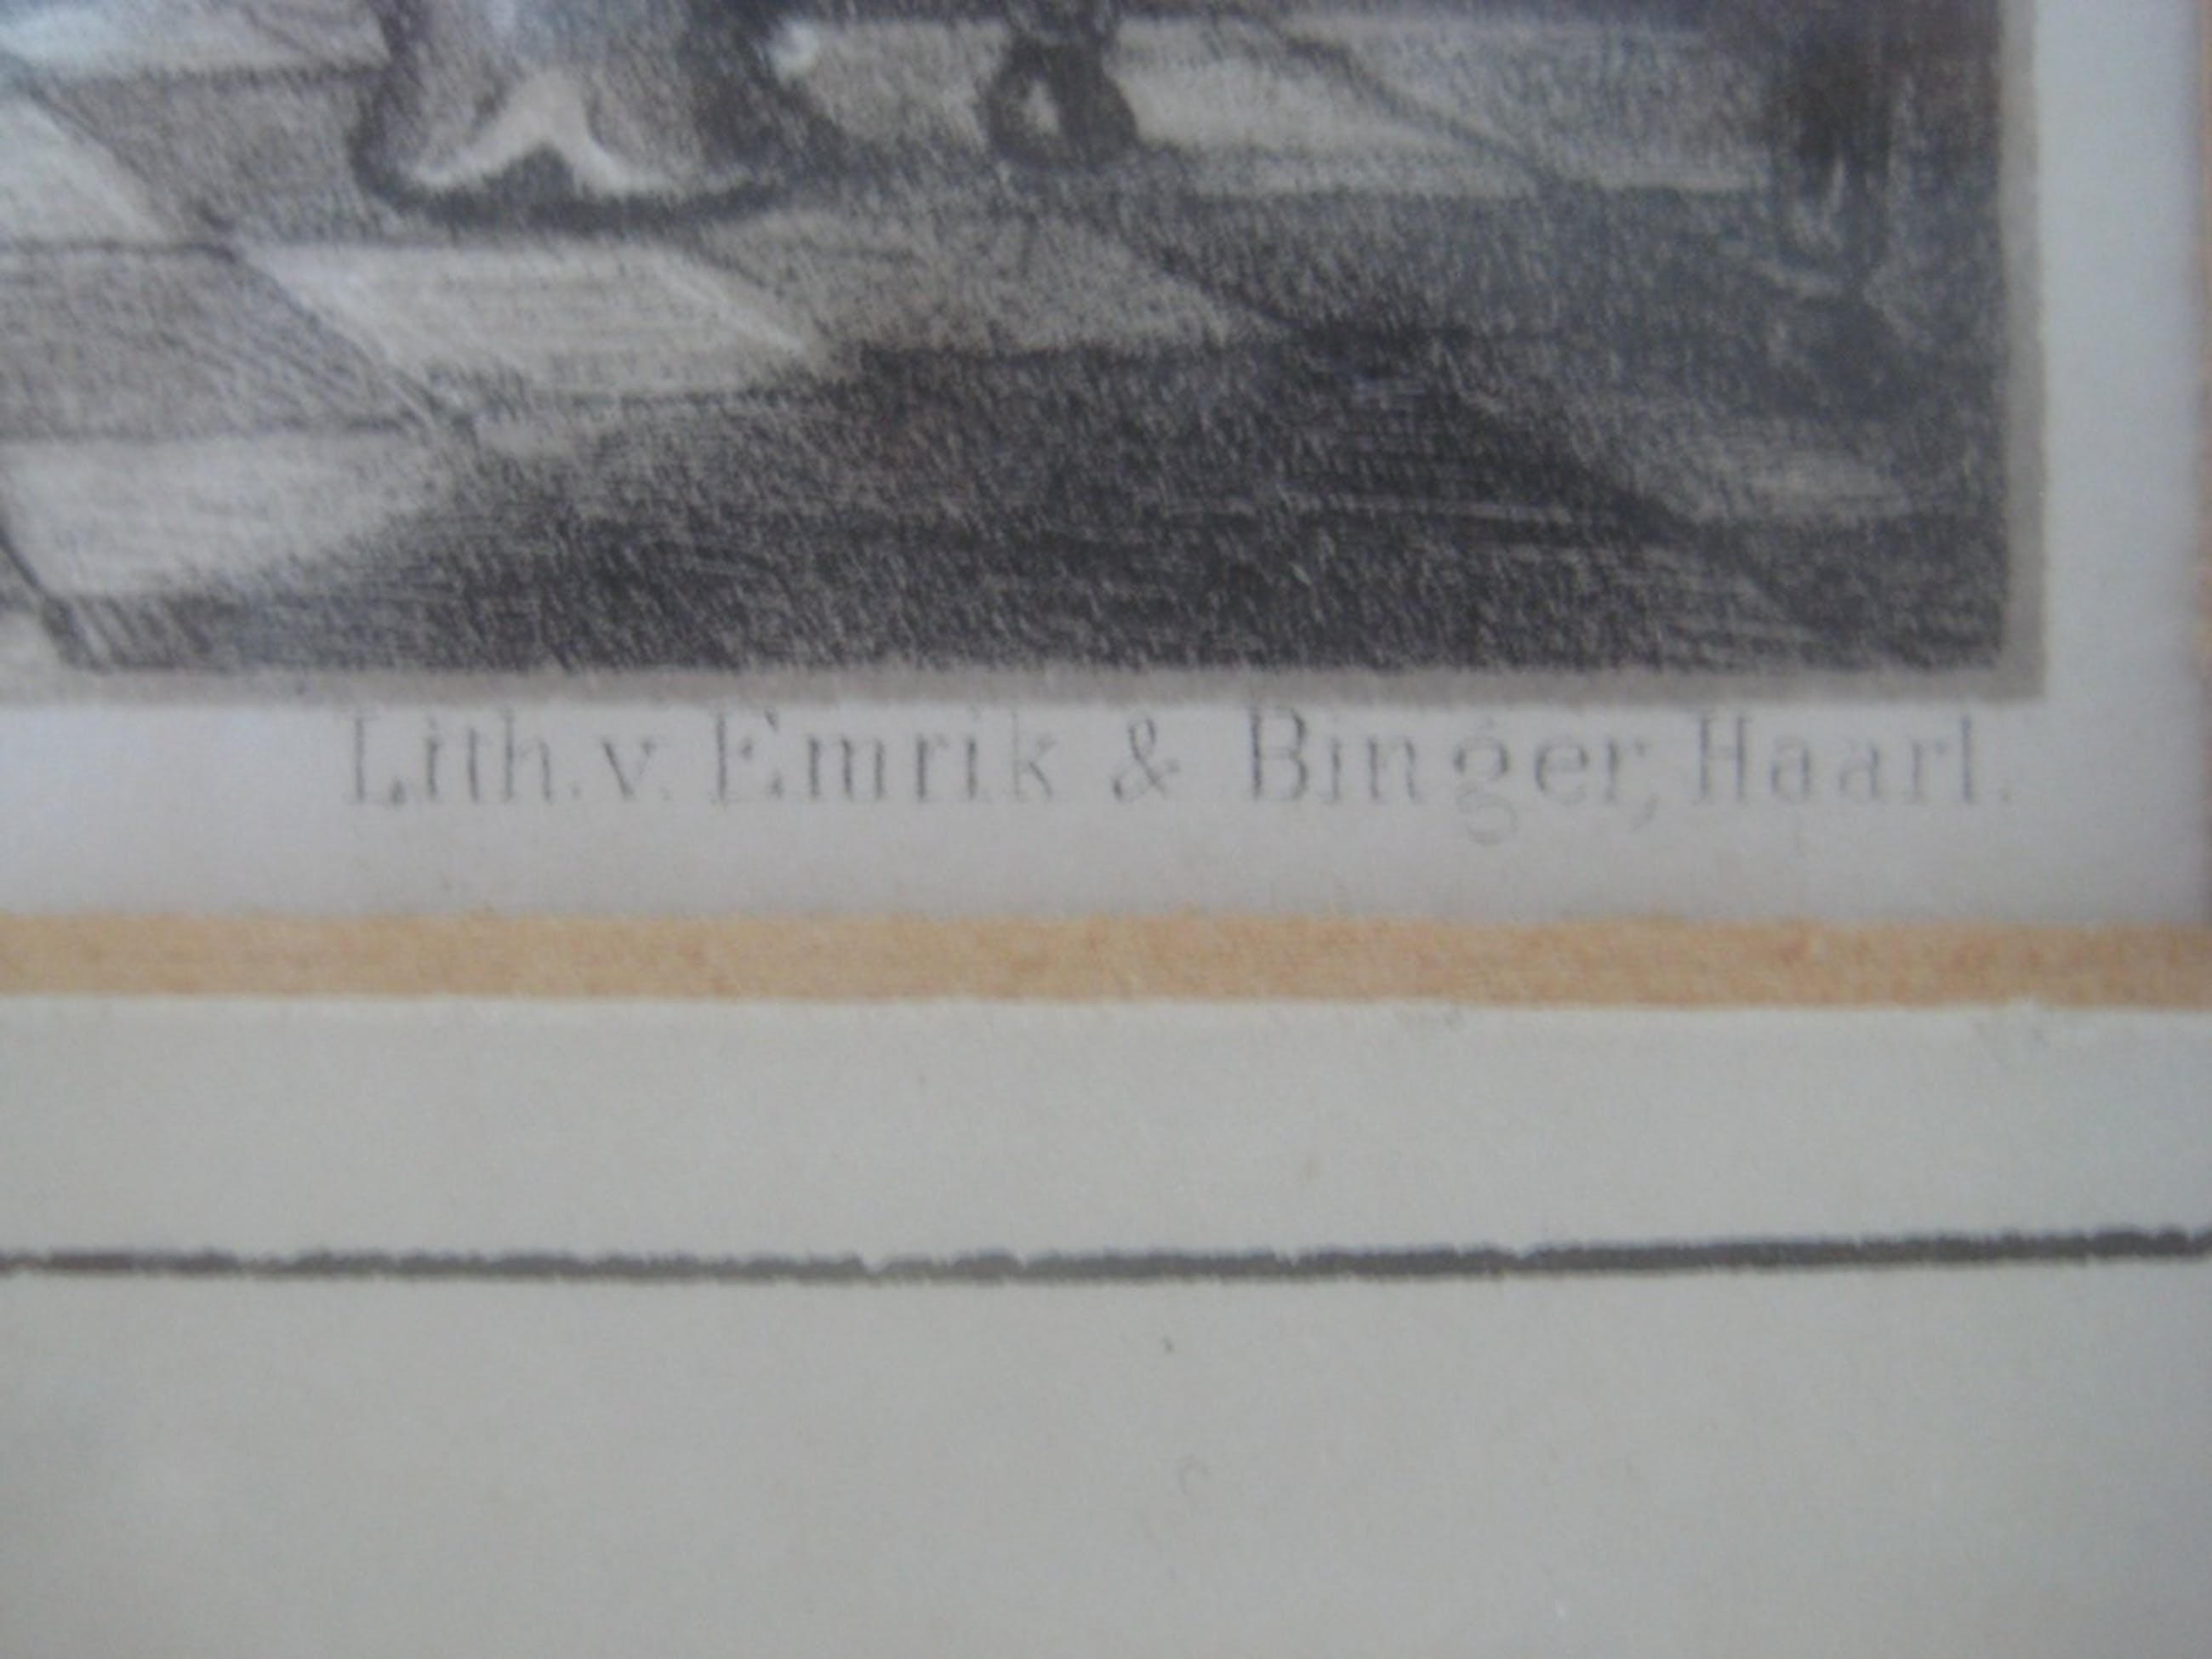 Lith. v. Emrik & Binger, Haarl.